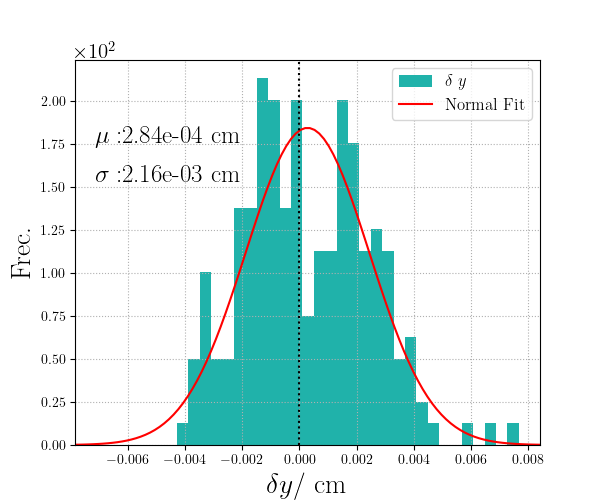 ×10²
δ y
Normal Fit
μ :2.84e-04 cm
σ :2.16e-03 cm
2.00
1.75
1.50
1.25
1.00
0.75
0.50
0.25
0.00
Frec.
−0.006 −0.004 −0.002 0.000 0.002 0.004 0.006 0.008
δy/ cm